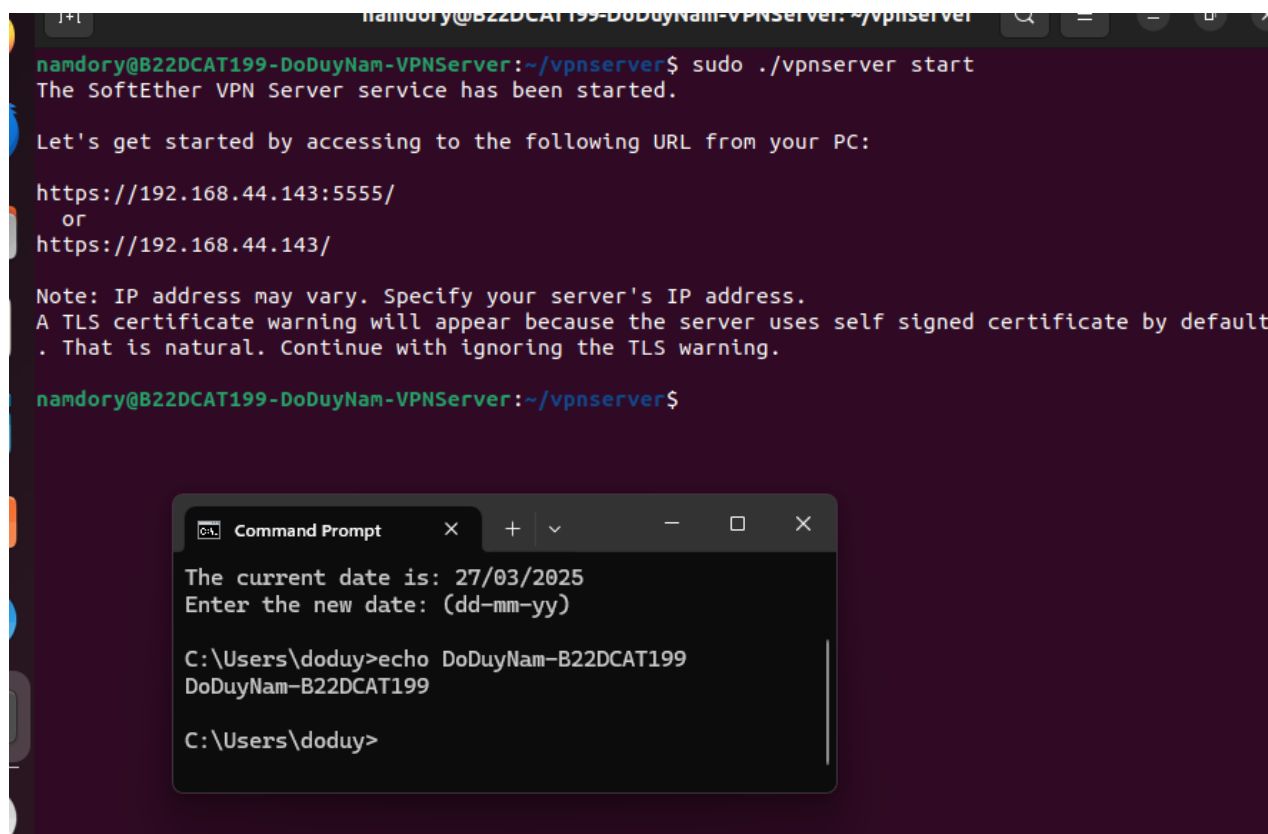 namdory@B22DCAT199-DoDuyNam-VPNServer: ~/vpnserver
namdory@B22DCAT199-DoDuyNam-VPNServer:~/vpnserver$ sudo ./vpnserver start
The SoftEther VPN Server service has been started.
Let's get started by accessing to the following URL from your PC:
https://192.168.44.143:5555/
or
https://192.168.44.143/
Note: IP address may vary. Specify your server's IP address.
A TLS certificate warning will appear because the server uses self signed certificate by default
. That is natural. Continue with ignoring the TLS warning.
namdory@B22DCAT199-DoDuyNam-VPNServer:~/vpnserver$
Command Prompt
The current date is: 27/03/2025
Enter the new date: (dd-mm-yy)
C:\Users\doduy>echo DoDuyNam-B22DCAT199
DoDuyNam-B22DCAT199
C:\Users\doduy>